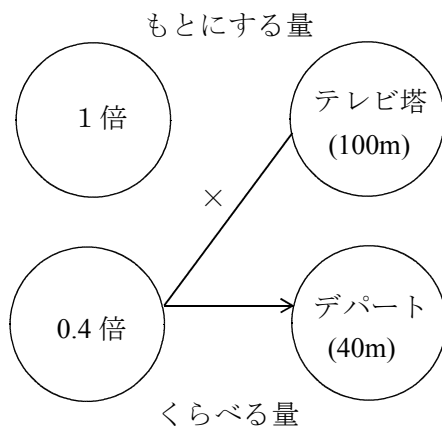 もとにする量
１倍
テレビ塔
(100m)
×
0.4 倍
デパート
(40m)
くらべる量